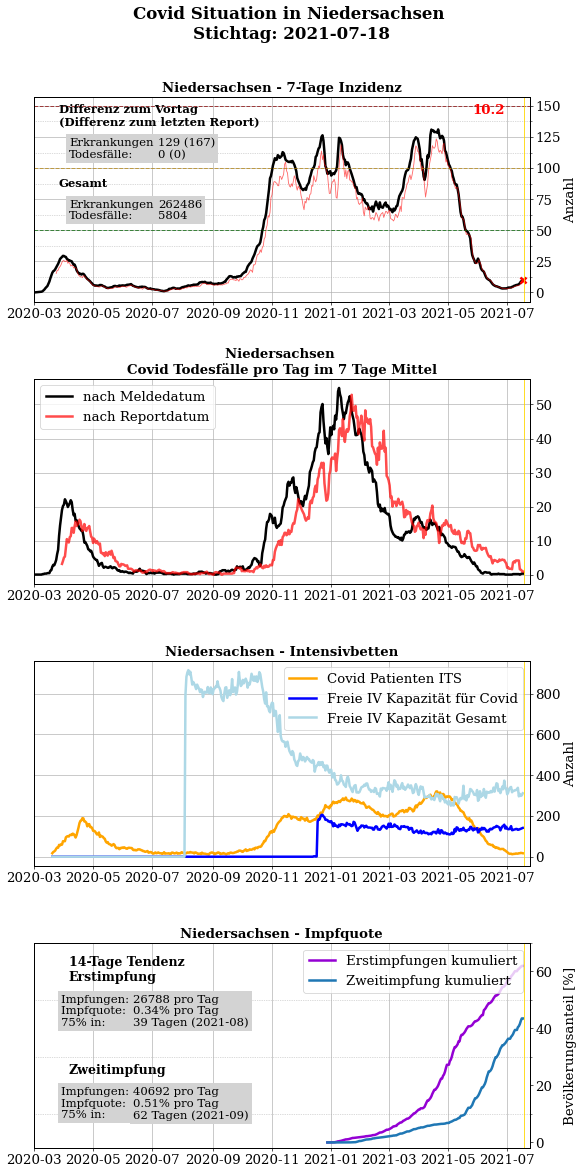 Covid Situation in Niedersachsen
Stichtag: 2021-07-18
Niedersachsen - 7-Tage Inzidenz
Differenz zum Vortag
(Differenz zum letzten Report)
Erkrankungen 129 (167)
Todesfälle: 0 (0)
Gesamt
Erkrankungen 262486
Todesfälle: 5804
10.2
150
125
100
75
50
25
0
Anzahl
2020-03 2020-05 2020-07 2020-09 2020-11 2021-01 2021-03 2021-05 2021-07
Niedersachsen
Covid Todesfälle pro Tag im 7 Tage Mittel
nach Meldedatum
nach Reportdatum
50
40
30
20
10
0
2020-03 2020-05 2020-07 2020-09 2020-11 2021-01 2021-03 2021-05 2021-07
Niedersachsen - Intensivbetten
Covid Patienten ITS
Freie IV Kapazität für Covid
Freie IV Kapazität Gesamt
800
600
400
200
0
Anzahl
2020-03 2020-05 2020-07 2020-09 2020-11 2021-01 2021-03 2021-05 2021-07
Niedersachsen - Impfquote
14-Tage Tendenz
Erstimpfung
Impfungen: 26788 pro Tag
Impfquote: 0.34% pro Tag
75% in: 39 Tagen (2021-08)
Zweitimpfung
Impfungen: 40692 pro Tag
Impfquote: 0.51% pro Tag
75% in: 62 Tagen (2021-09)
Erstimpfungen kumuliert
Zweitimpfung kumuliert
60
40
20
0
Bevölkerungsanteil [%]
2020-03 2020-05 2020-07 2020-09 2020-11 2021-01 2021-03 2021-05 2021-07